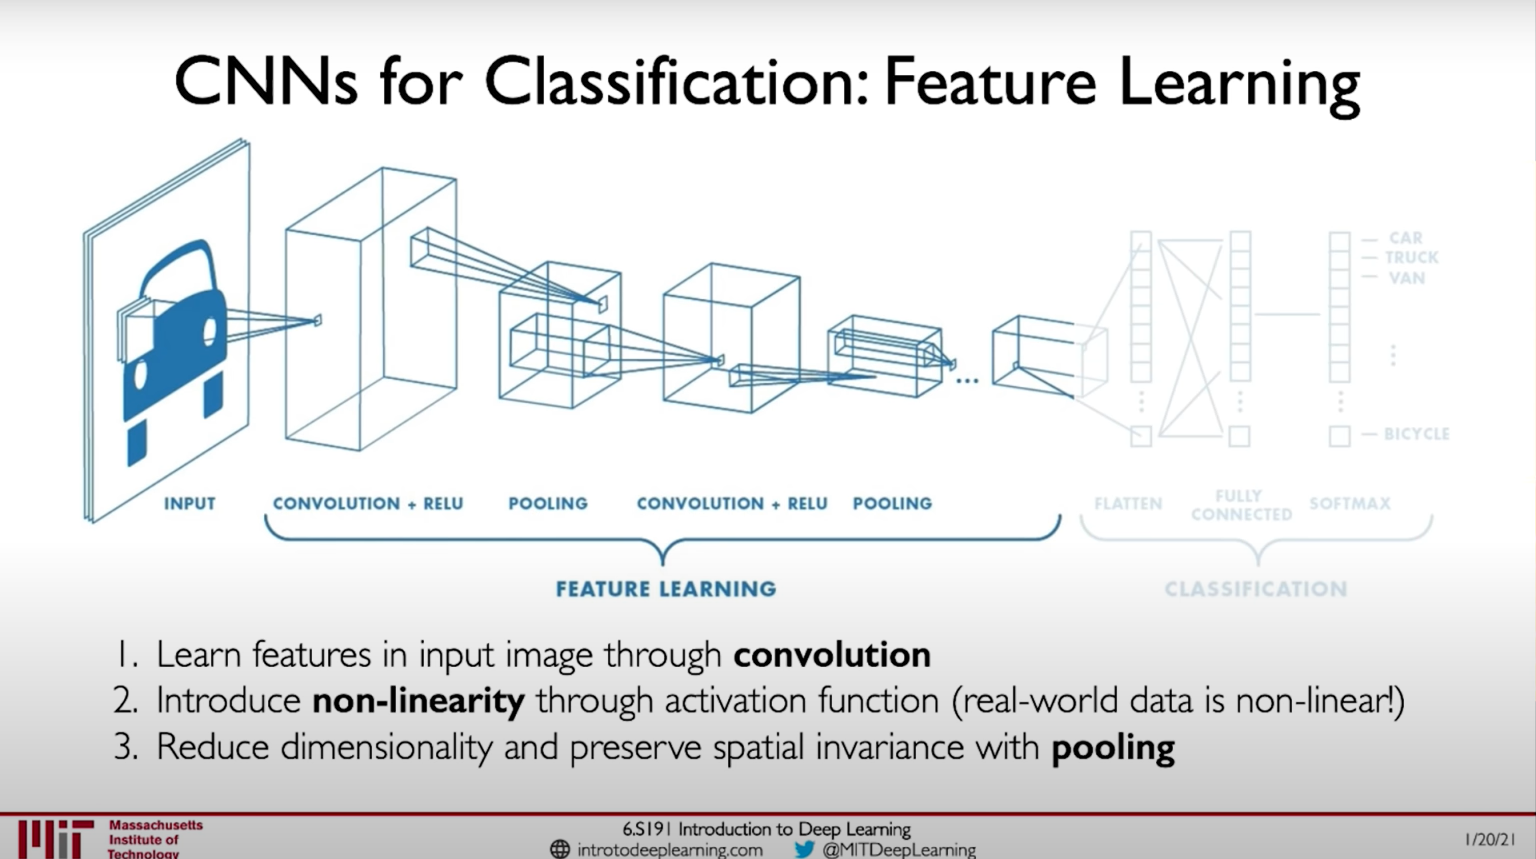 CNNs for Classification: Feature Learning
CAR
TRUCK
VAN
BICYCLE
INPUT
CONVOLUTION + RELU
POOLING
CONVOLUTION + RELU
POOLING
FLATTEN
FULLY
CONNECTED
SOFTMAX
FEATURE LEARNING
CLASSIFICATION
1. Learn features in input image through convolution
2. Introduce non-linearity through activation function (real-world data is non-linear!)
3. Reduce dimensionality and preserve spatial invariance with pooling
Massachusetts
Institute of
Technology
6.S191 Introduction to Deep Learning
introtodeeplearning.com @MITDeepLearning
1/20/21